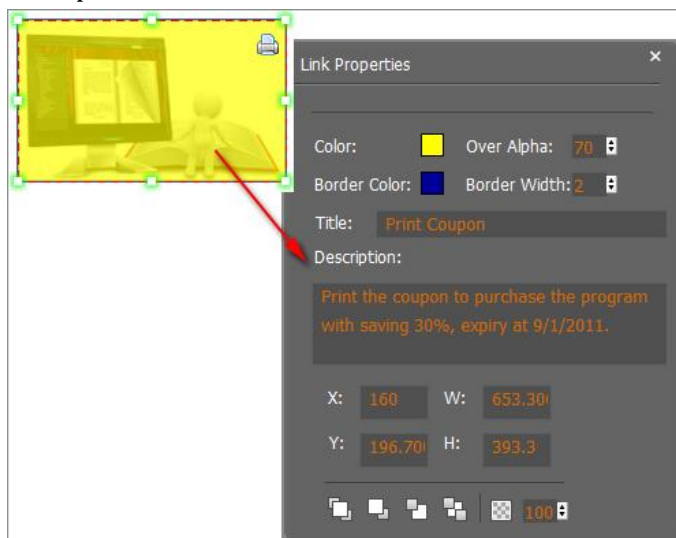 Link Properties
×
Color: Over Alpha: 70
Border Color: Border Width: 2
Title: Print Coupon
Description:
Print the coupon to purchase the program
with saving 30%, expiry at 9/1/2011.
X: 160 W: 653.30
Y: 196.70 H: 393.3
100